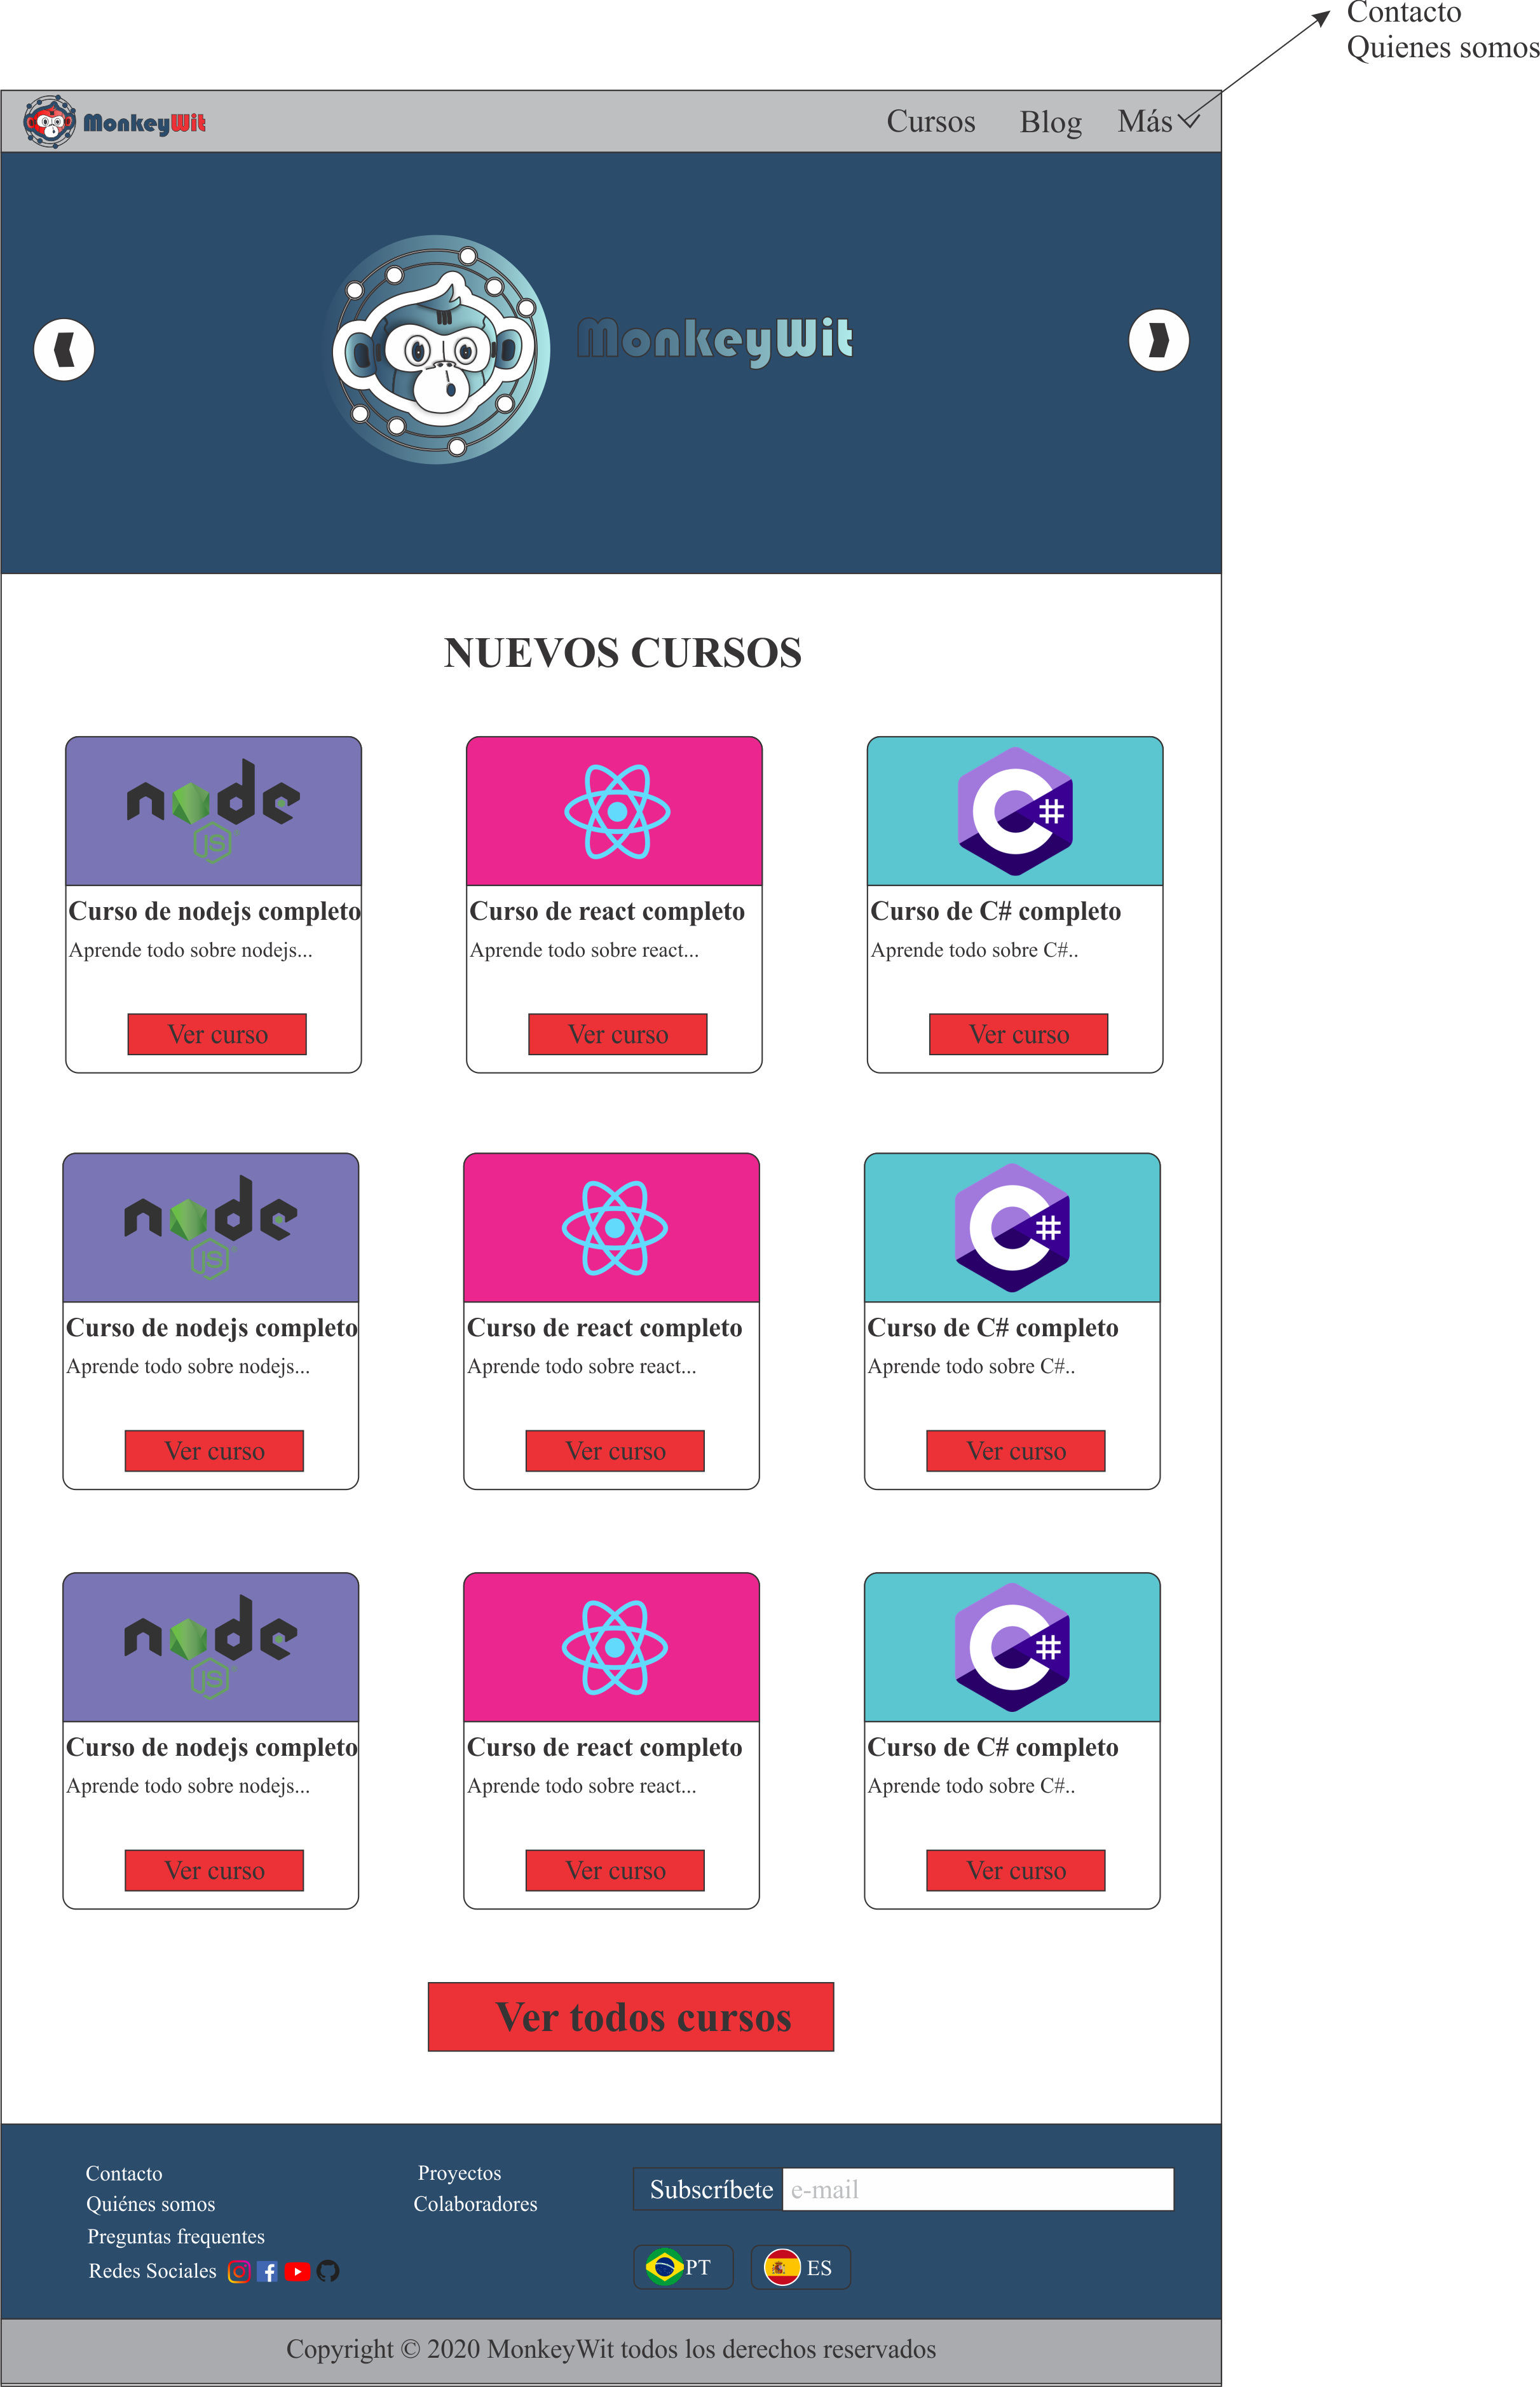 Contacto
Quienes somos
MonkeyWit
Cursos Blog Más
MonkeyWit
NUEVOS CURSOS
node JS
C#
Curso de nodejs completo
Aprende todo sobre nodejs...
Ver curso
Curso de react completo
Aprende todo sobre react...
Ver curso
Curso de C# completo
Aprende todo sobre C#..
Ver curso
node JS
C#
Curso de nodejs completo
Aprende todo sobre nodejs...
Ver curso
Curso de react completo
Aprende todo sobre react...
Ver curso
Curso de C# completo
Aprende todo sobre C#..
Ver curso
node JS
C#
Curso de nodejs completo
Aprende todo sobre nodejs...
Ver curso
Curso de react completo
Aprende todo sobre react...
Ver curso
Curso de C# completo
Aprende todo sobre C#..
Ver curso
Ver todos cursos
Contacto
Quiénes somos
Preguntas frequentes
Redes Sociales
Proyectos
Colaboradores
Subscríbete e-mail
PT
ES
Copyright © 2020 MonkeyWit todos los derechos reservados